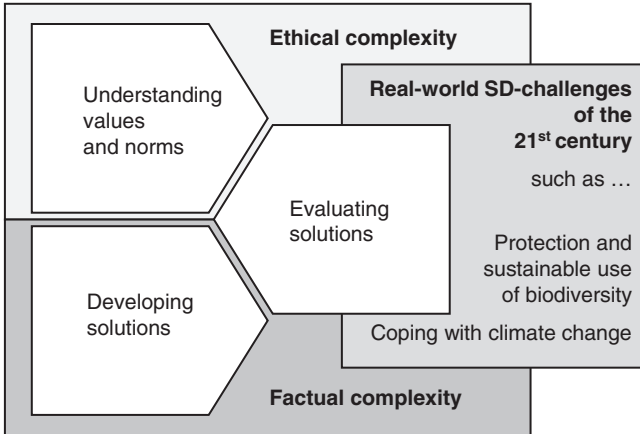 Ethical complexity
Understanding
values
and norms
Real-world SD-challenges
of the
21st century
such as …
Evaluating
solutions
Protection and
sustainable use
of biodiversity
Developing
solutions
Coping with climate change
Factual complexity